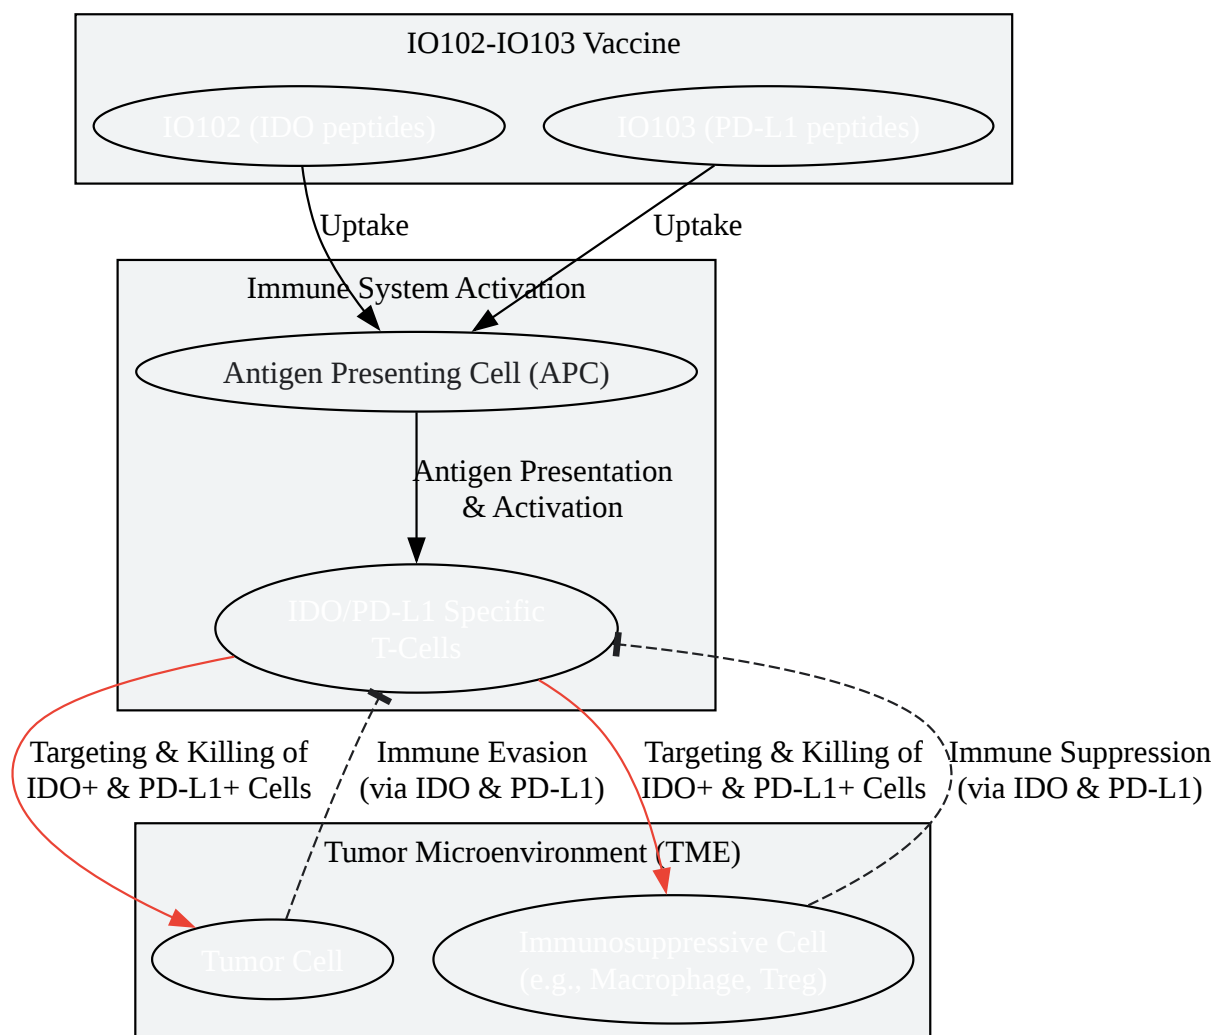 IO102-IO103 Vaccine
IO102 (IDO peptides)
IO103 (PD-L1 peptides)
Uptake
Uptake
Immune System Activation
Antigen Presenting Cell (APC)
Antigen Presentation
& Activation
IDO/PD-L1 Specific
T-Cells
Targeting & Killing of
IDO+ & PD-L1+ Cells
Immune Evasion
(via IDO & PD-L1)
Targeting & Killing of
IDO+ & PD-L1+ Cells
Immune Suppression
(via IDO & PD-L1)
Tumor Microenvironment (TME)
Tumor Cell
Immunosuppressive Cell
(e.g., Macrophage, Treg)